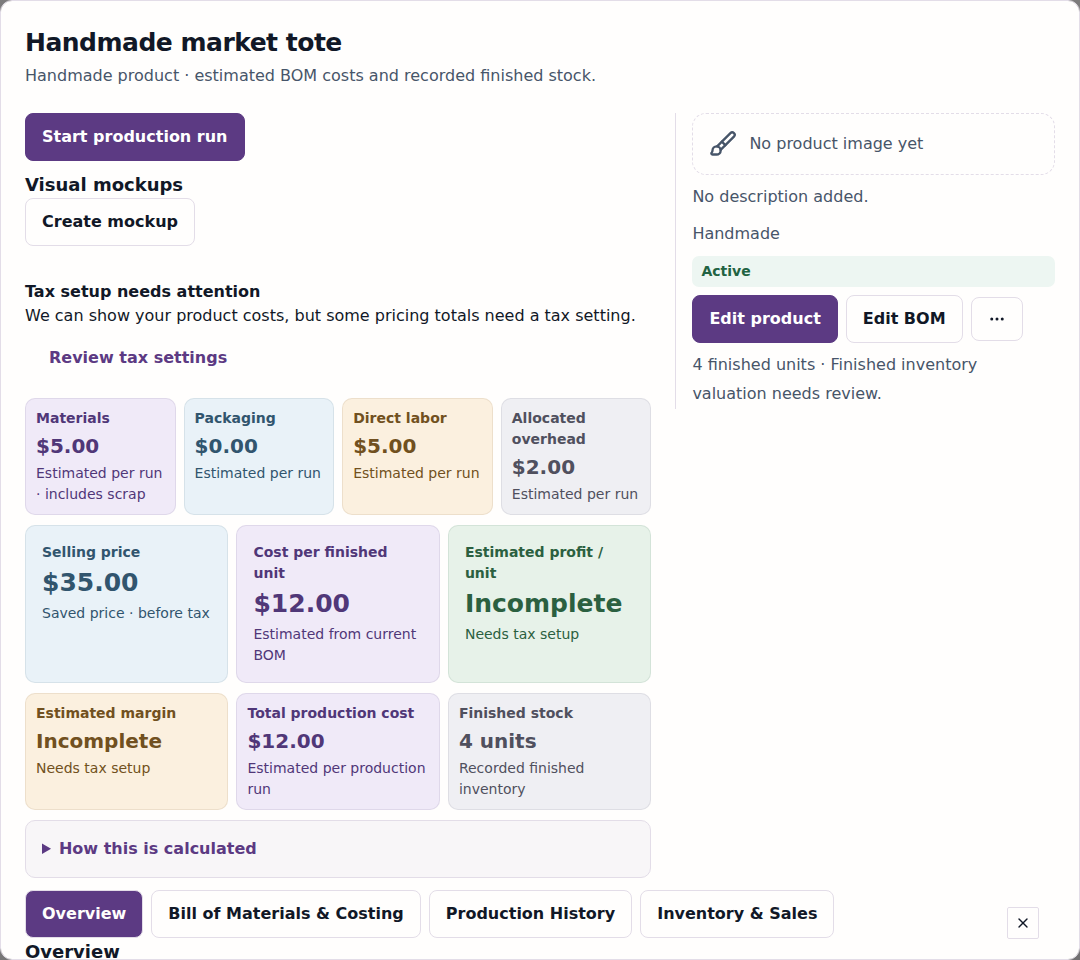 Handmade market tote
Handmade product · estimated BOM costs and recorded finished stock.
Start production run
Visual mockups
Create mockup
Tax setup needs attention
We can show your product costs, but some pricing totals need a tax setting.
Review tax settings
Materials
$5.00
Estimated per run
· includes scrap
Packaging
$0.00
Estimated per run
Direct labor
$5.00
Estimated per run
Allocated
overhead
$2.00
Estimated per run
Selling price
$35.00
Saved price · before tax
Cost per finished
unit
$12.00
Estimated from current
BOM
Estimated profit /
unit
Incomplete
Needs tax setup
Estimated margin
Incomplete
Needs tax setup
Total production cost
$12.00
Estimated per production
run
Finished stock
4 units
Recorded finished
inventory
How this is calculated
Overview
Bill of Materials & Costing
Production History
Inventory & Sales
Overview
No product image yet
No description added.
Handmade
Active
Edit product
Edit BOM
···
4 finished units · Finished inventory
valuation needs review.